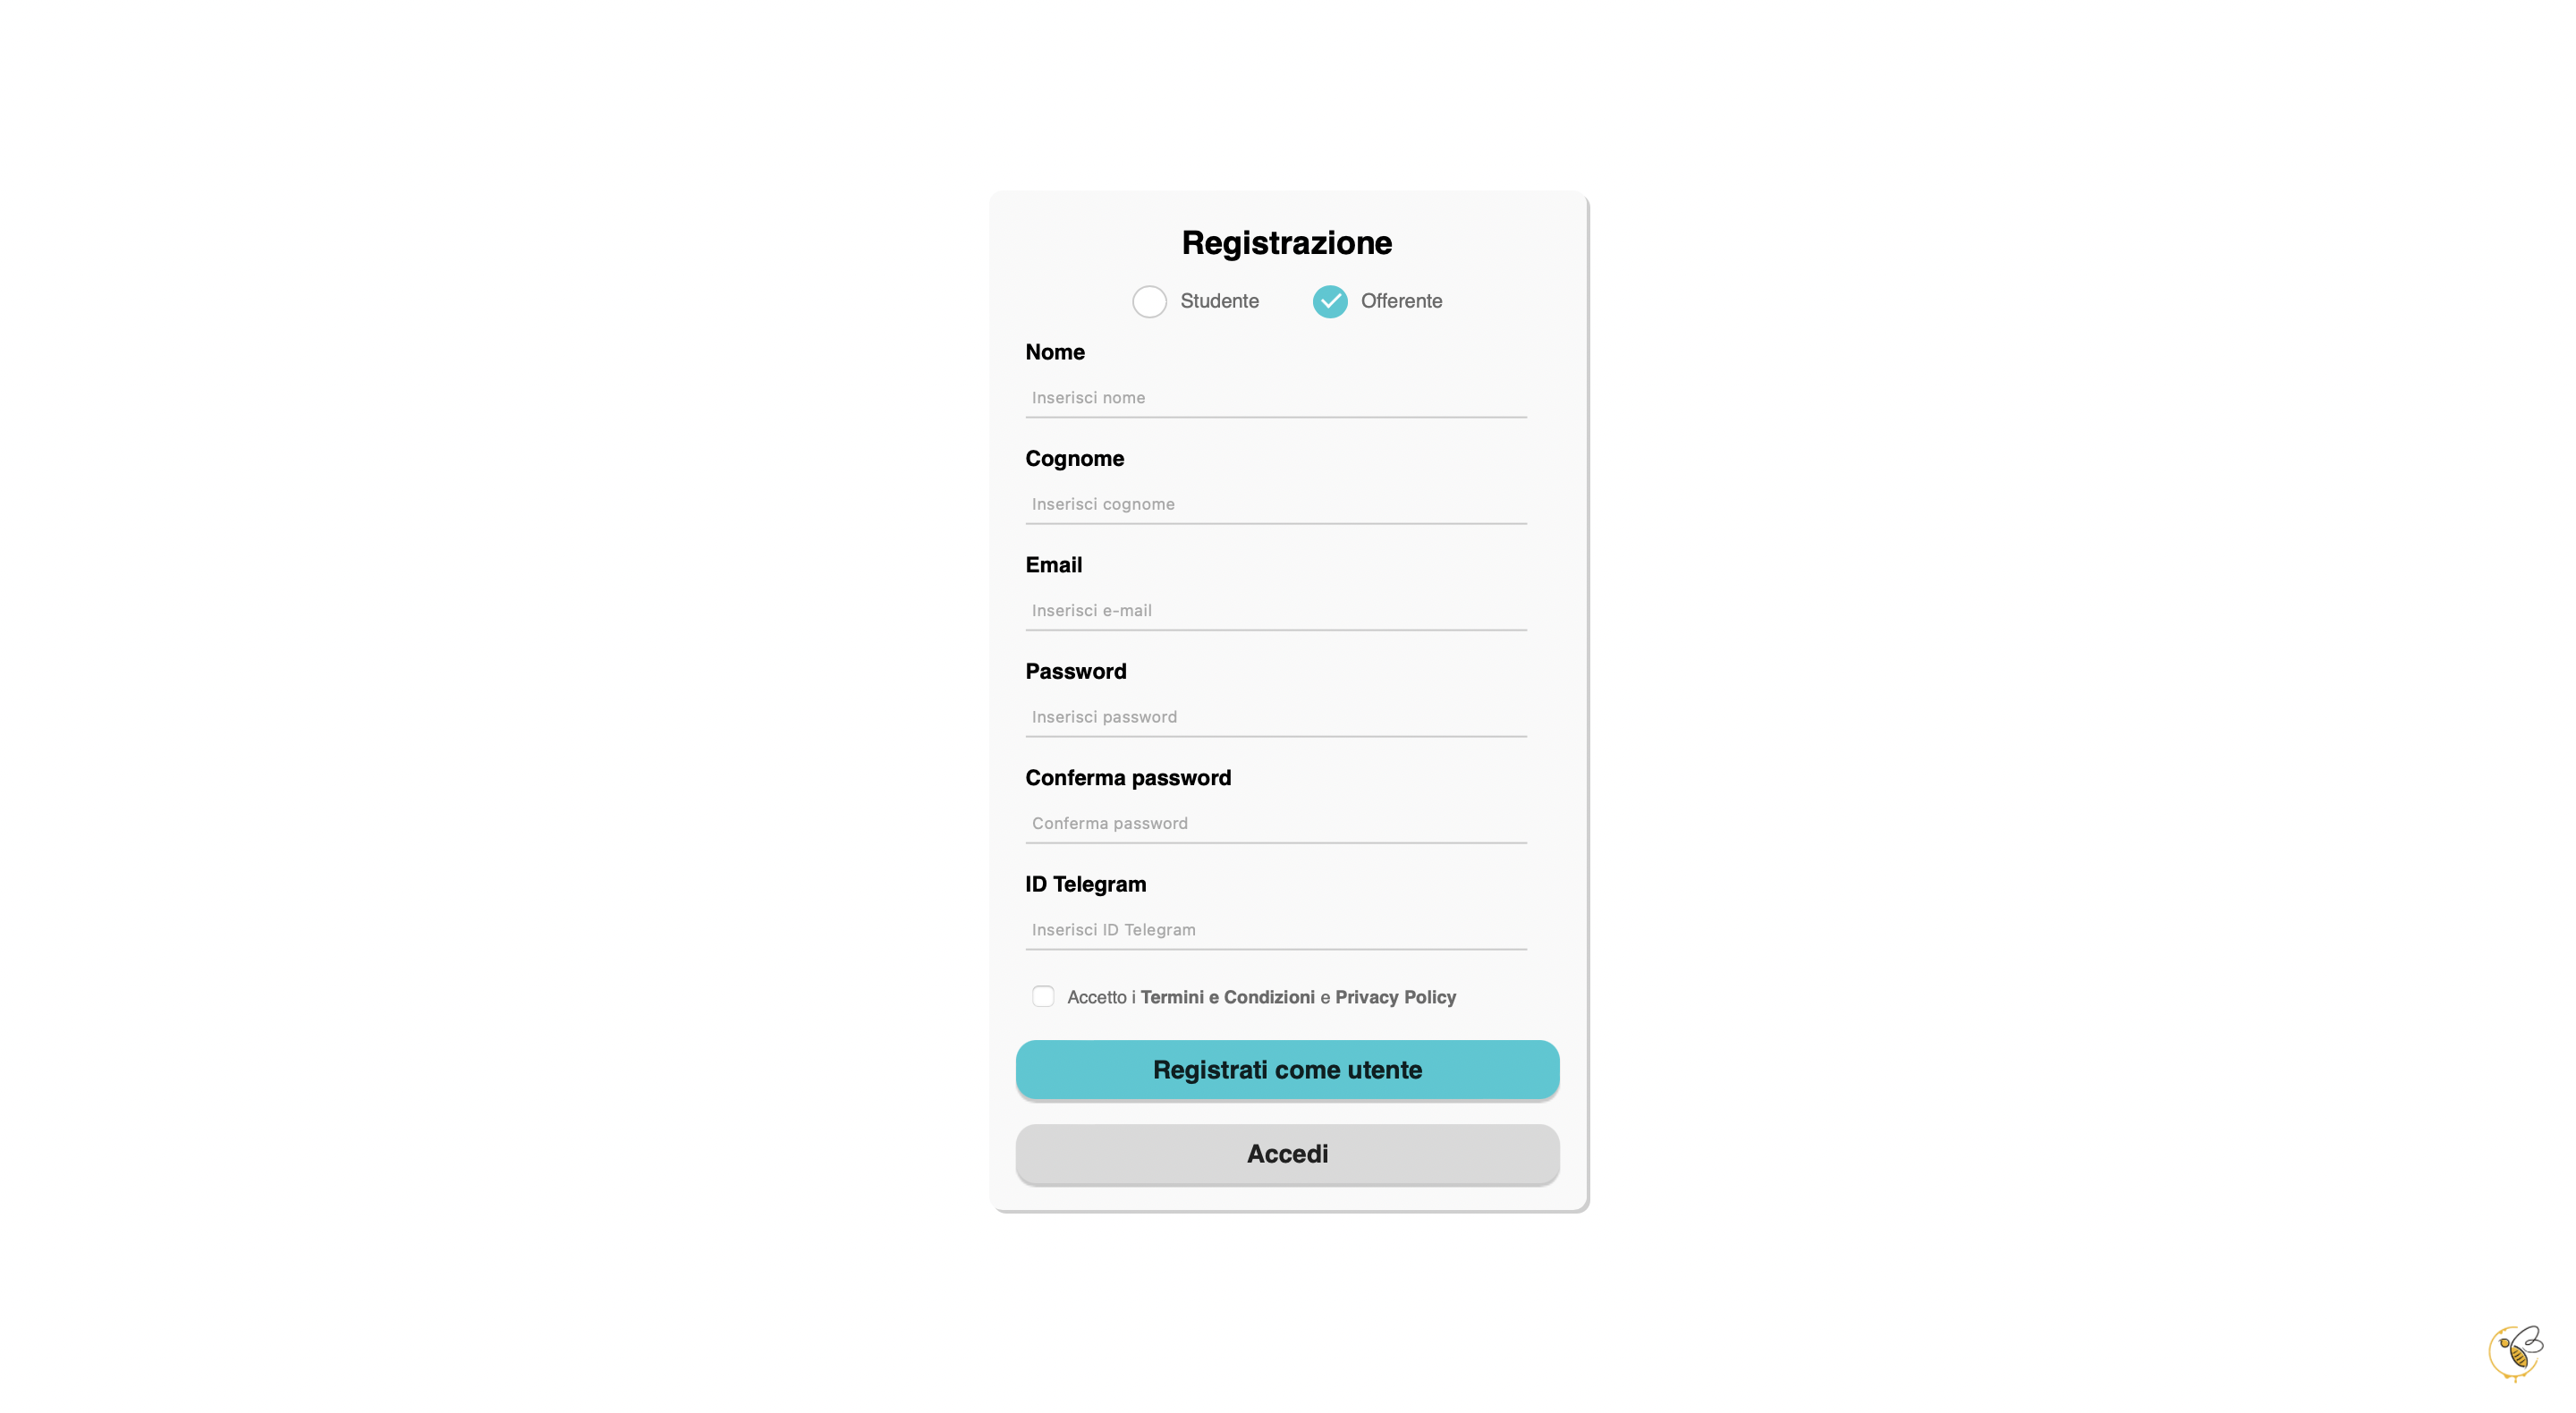 Registrazione
Studente Offerente
Nome
Inserisci nome
Cognome
Inserisci cognome
Email
Inserisci e-mail
Password
Inserisci password
Conferma password
Conferma password
ID Telegram
Inserisci ID Telegram
Accetto i Termini e Condizioni e Privacy Policy
Registrati come utente
Accedi